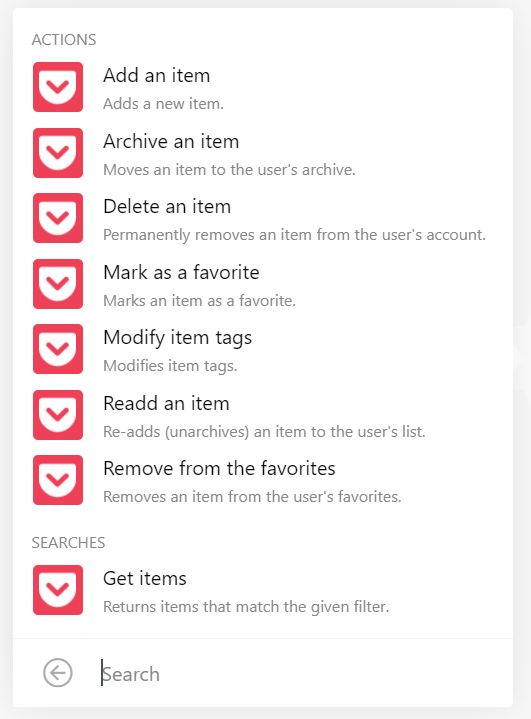 ACTIONS
Add an item
Adds a new item.
Archive an item
Moves an item to the user's archive.
Delete an item
Permanently removes an item from the user's account.
Mark as a favorite
Marks an item as a favorite.
Modify item tags
Modifies item tags.
Readd an item
Re-adds (unarchives) an item to the user's list.
Remove from the favorites
Removes an item from the user's favorites.
SEARCHES
Get items
Returns items that match the given filter.
Search